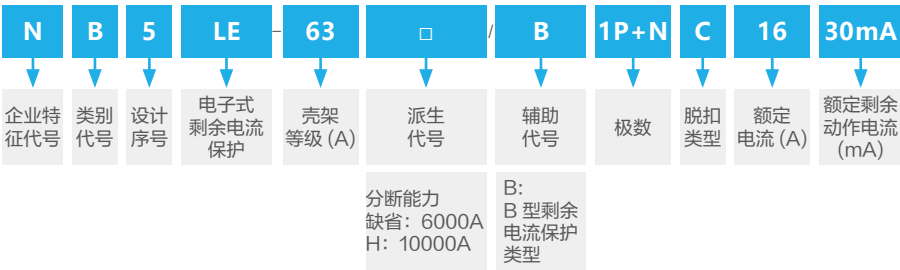 N B 5 LE - 63 □ / B 1P+N C 16 30mA
企业特
征代号
类别
代号
设计
序号
电子式
剩余电流
保护
壳架
等级 (A)
派生
代号
辅助
代号
极数
脱扣
类型
额定
电流 (A)
额定剩余
动作电流
(mA)
分断能力
缺省：6000A
H：10000A
B:
B 型剩余
电流保护
类型